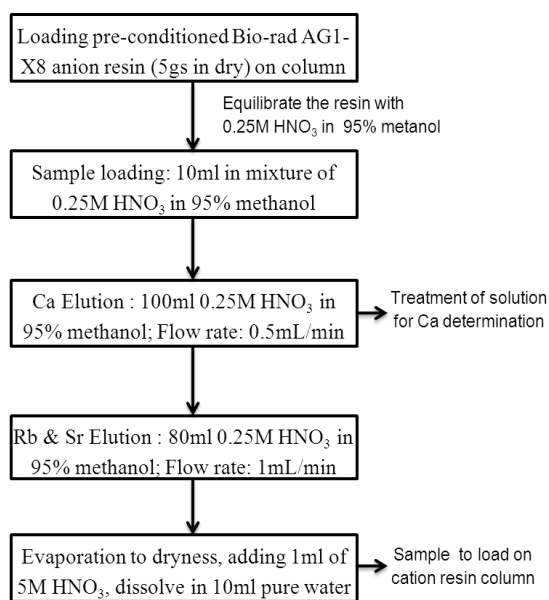 Loading pre-conditioned Bio-rad AG1-
X8 anion resin (5gs in dry) on column
Equilibrate the resin with
0.25M HNO₃ in 95% metanol
Sample loading: 10ml in mixture of
0.25M HNO₃ in 95% methanol
Ca Elution : 100ml 0.25M HNO₃ in
95% methanol; Flow rate: 0.5mL/min
Treatment of solution
for Ca determination
Rb & Sr Elution : 80ml 0.25M HNO₃ in
95% methanol; Flow rate: 1mL/min
Evaporation to dryness, adding 1ml of
5M HNO₃, dissolve in 10ml pure water
Sample to load on
cation resin column